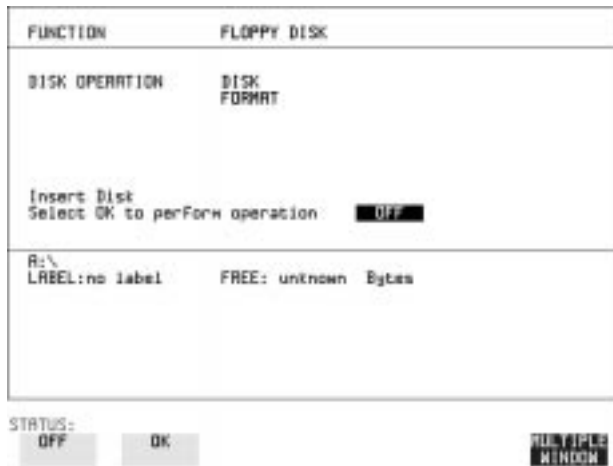 FUNCTION FLOPPY DISK
DISK OPERATION DISK
FORMAT
Insert Disk
Select OK to perform operation OFF
A:\
LABEL:no label FREE: unknown Bytes
STATUS:
OFF OK MULTIPLE
WINDOW